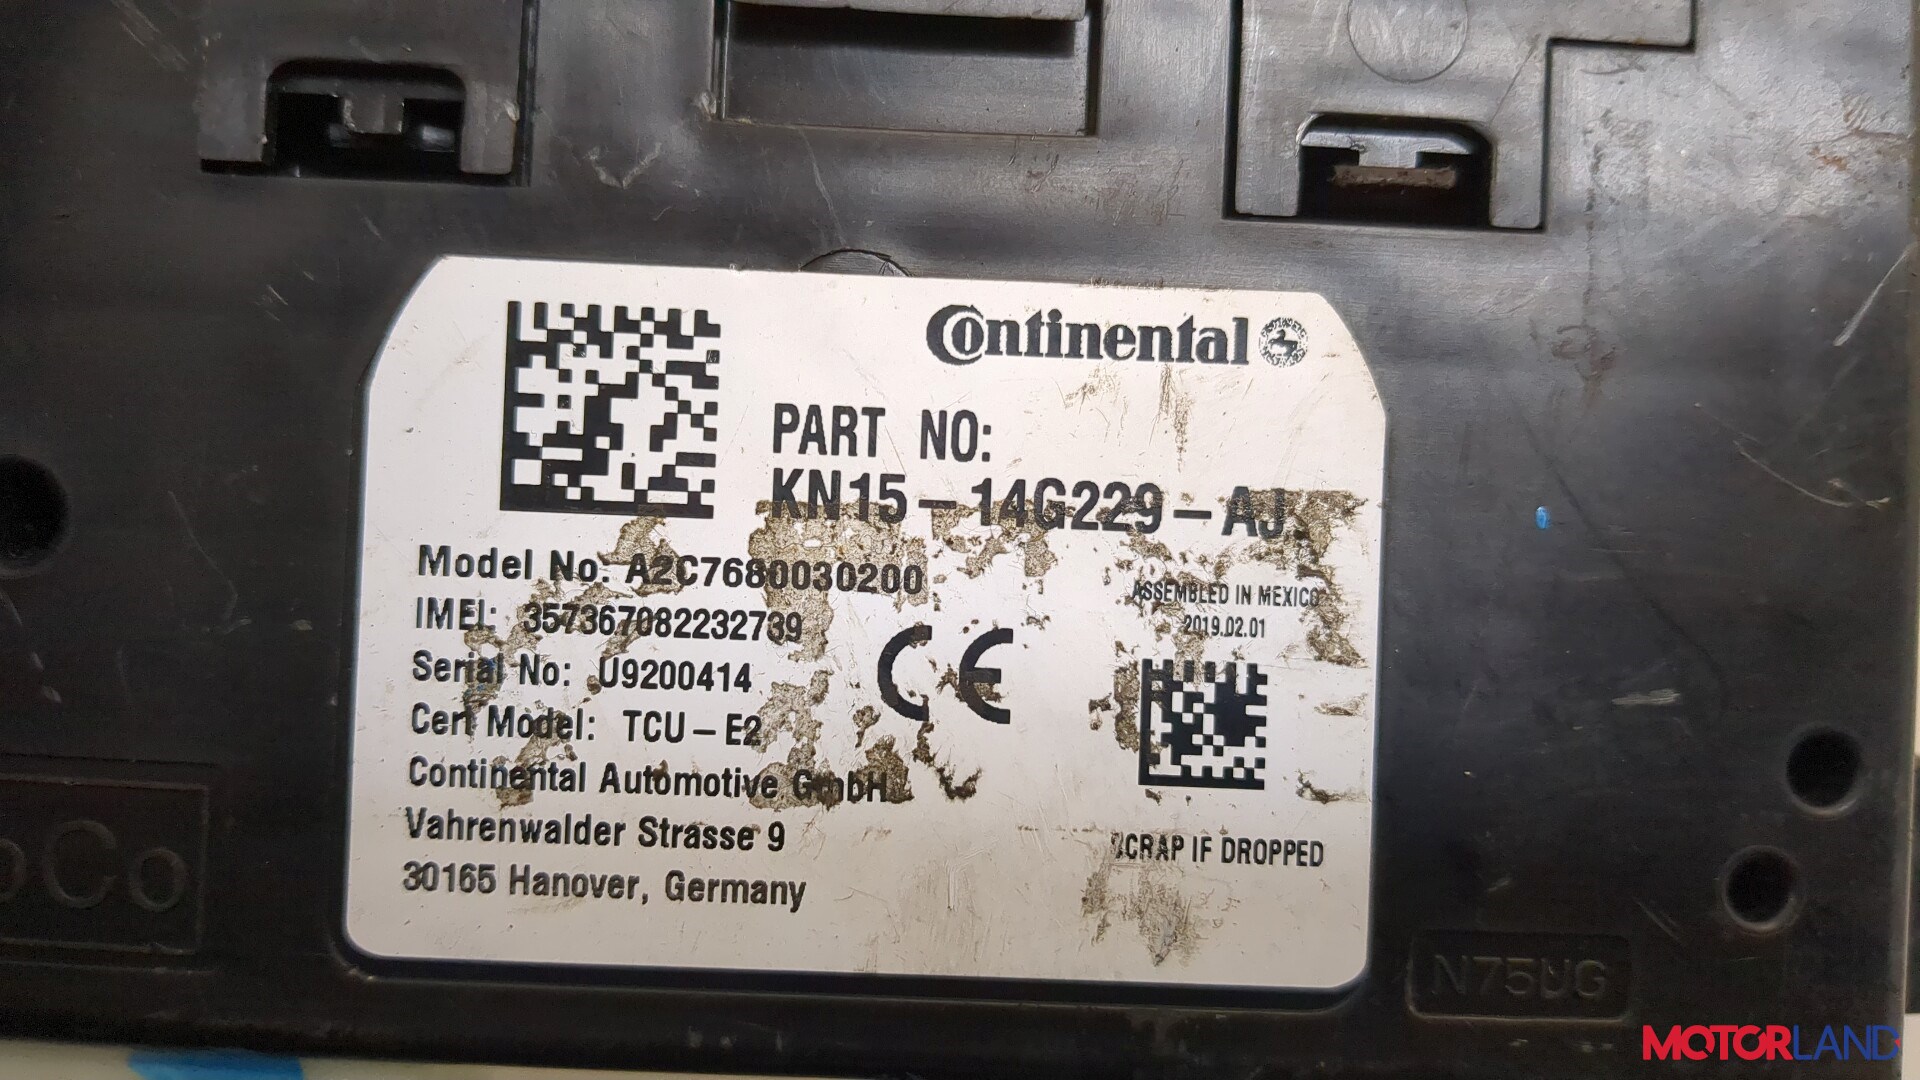 Continental
PART NO:
KN15-14G229-AJ
Model No: A2C7680030200
IMEI: 357367082232739
Serial No: U9200414
Cert Model: TCU-E2
Continental Automotive GmbH
Vahrenwalder Strasse 9
30165 Hanover, Germany
CE
ASSEMBLED IN MEXICO
2019.02.01
SCRAP IF DROPPED
N75UG
MOTORLAND